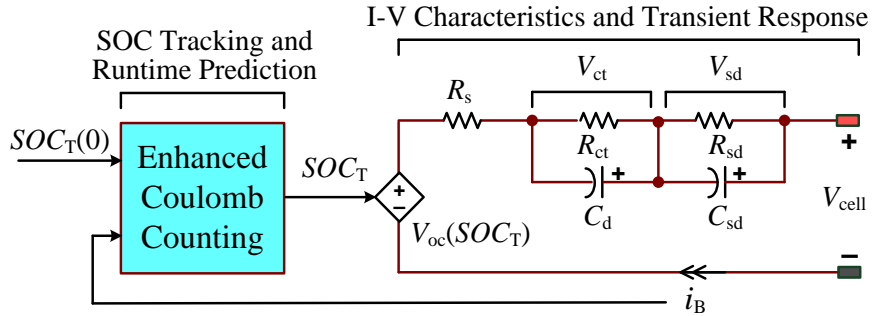 I-V Characteristics and Transient Response
SOC Tracking and
Runtime Prediction
V_ct
V_sd
R_s
SOC_T(0)
R_ct
R_sd
+
Enhanced
Coulomb
Counting
SOC_T
+
+
+
−
C_d
C_sd
V_cell
V_oc(SOC_T)
−
i_B